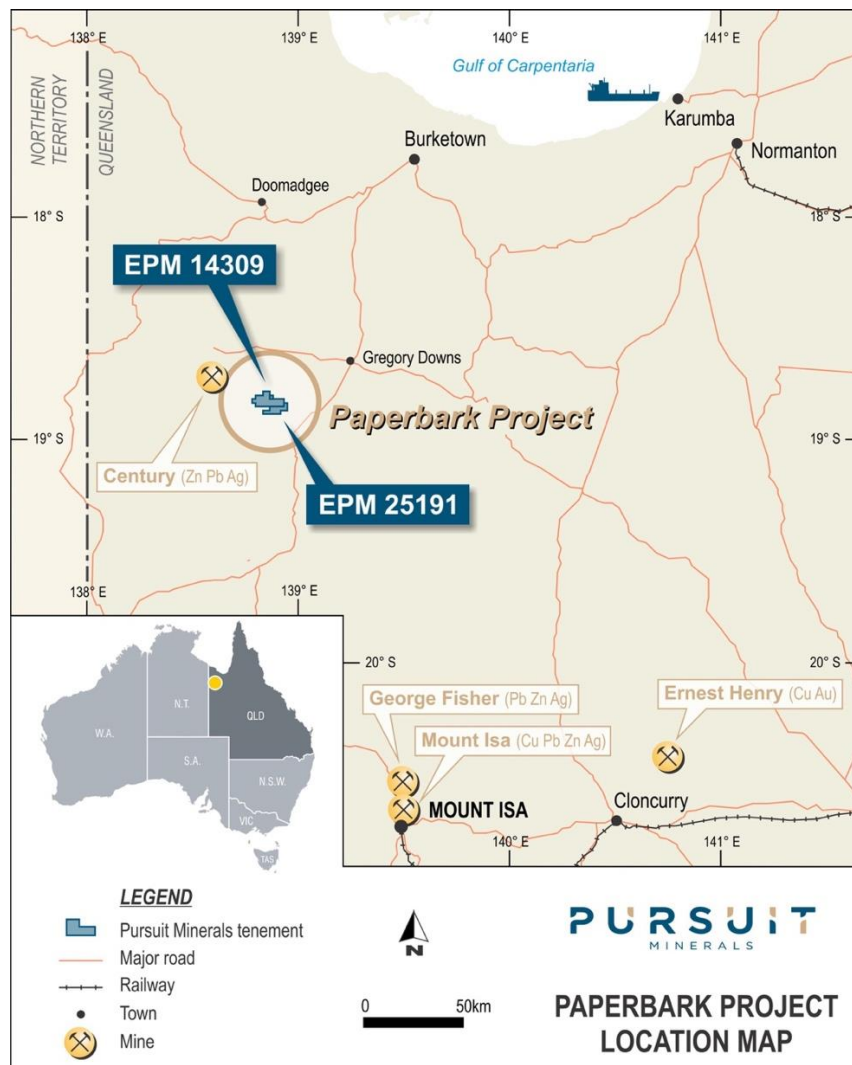 138° E
139° E
140° E
141° E
NORTHERN
TERRITORY
QUEENSLAND
Gulf of Carpentaria
Karumba
Burketown
Normanton
Doomadgee
18° S
18° S
EPM 14309
Gregory Downs
Paperbark Project
19° S
19° S
Century (Zn Pb Ag)
EPM 25191
138° E
139° E
20° S
20° S
George Fisher (Pb Zn Ag)
Ernest Henry (Cu Au)
Mount Isa (Cu Pb Zn Ag)
MOUNT ISA
Cloncurry
140° E
141° E
W.A.
N.T.
QLD
S.A.
N.S.W.
VIC
TAS
LEGEND
Pursuit Minerals tenement
Major road
Railway
Town
Mine
N
0 50km
PURSUIT
MINERALS
PAPERBARK PROJECT
LOCATION MAP